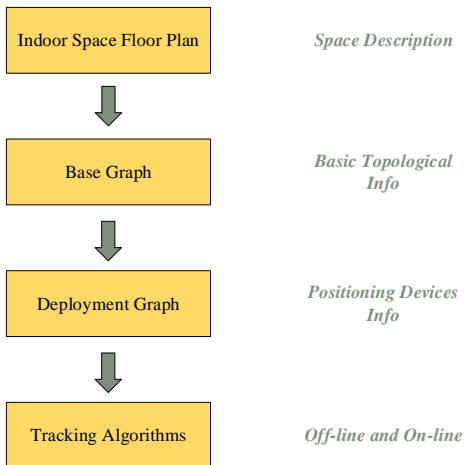 Indoor Space Floor Plan
Space Description
Base Graph
Basic Topological
Info
Deployment Graph
Positioning Devices
Info
Tracking Algorithms
Off-line and On-line